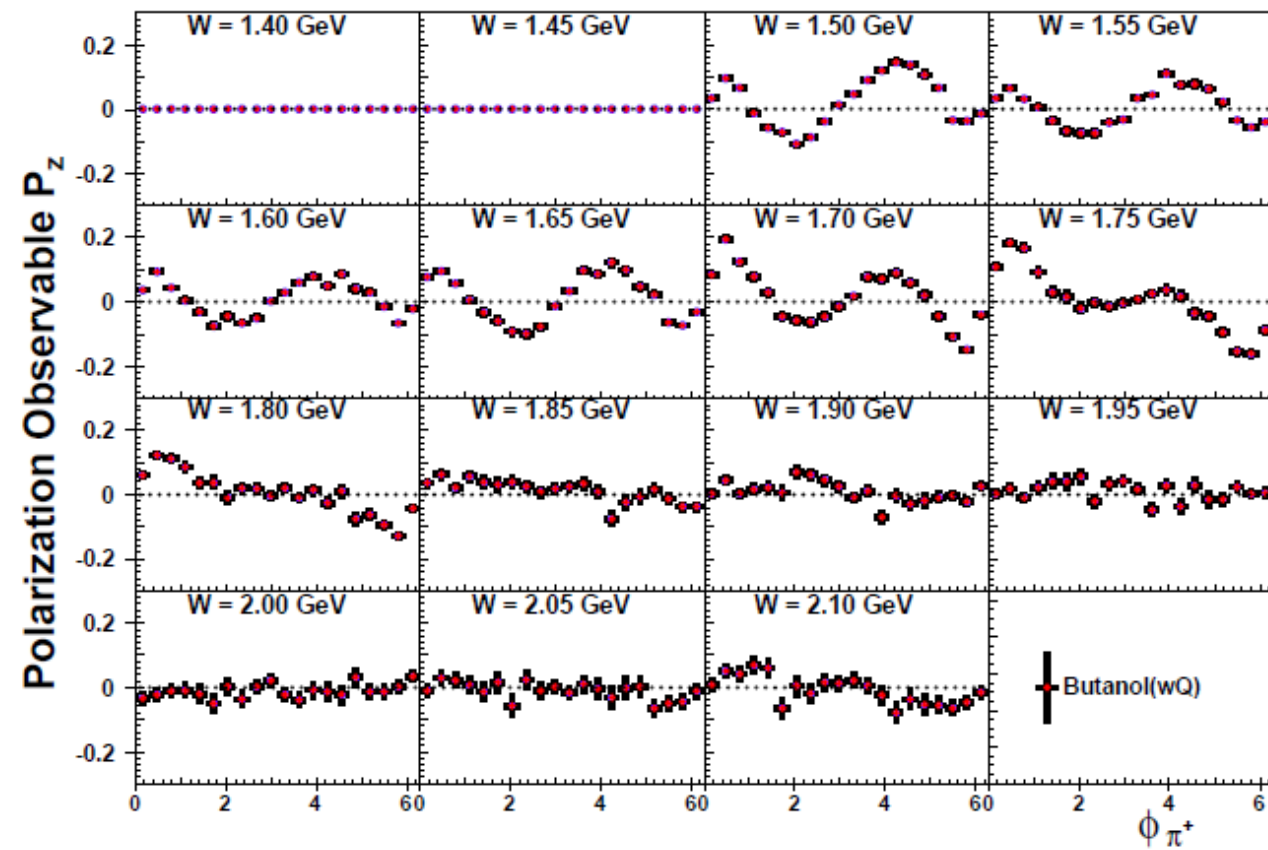 Polarization Observable Pz
W = 1.40 GeV
W = 1.45 GeV
W = 1.50 GeV
W = 1.55 GeV
0.2
0
-0.2
W = 1.60 GeV
W = 1.65 GeV
W = 1.70 GeV
W = 1.75 GeV
0.2
0
-0.2
W = 1.80 GeV
W = 1.85 GeV
W = 1.90 GeV
W = 1.95 GeV
0.2
0
-0.2
W = 2.00 GeV
W = 2.05 GeV
W = 2.10 GeV
0.2
0
-0.2
Butanol(wQ)
0 2 4 60 2 4 60 2 4 60 2 4 6
ϕπ+